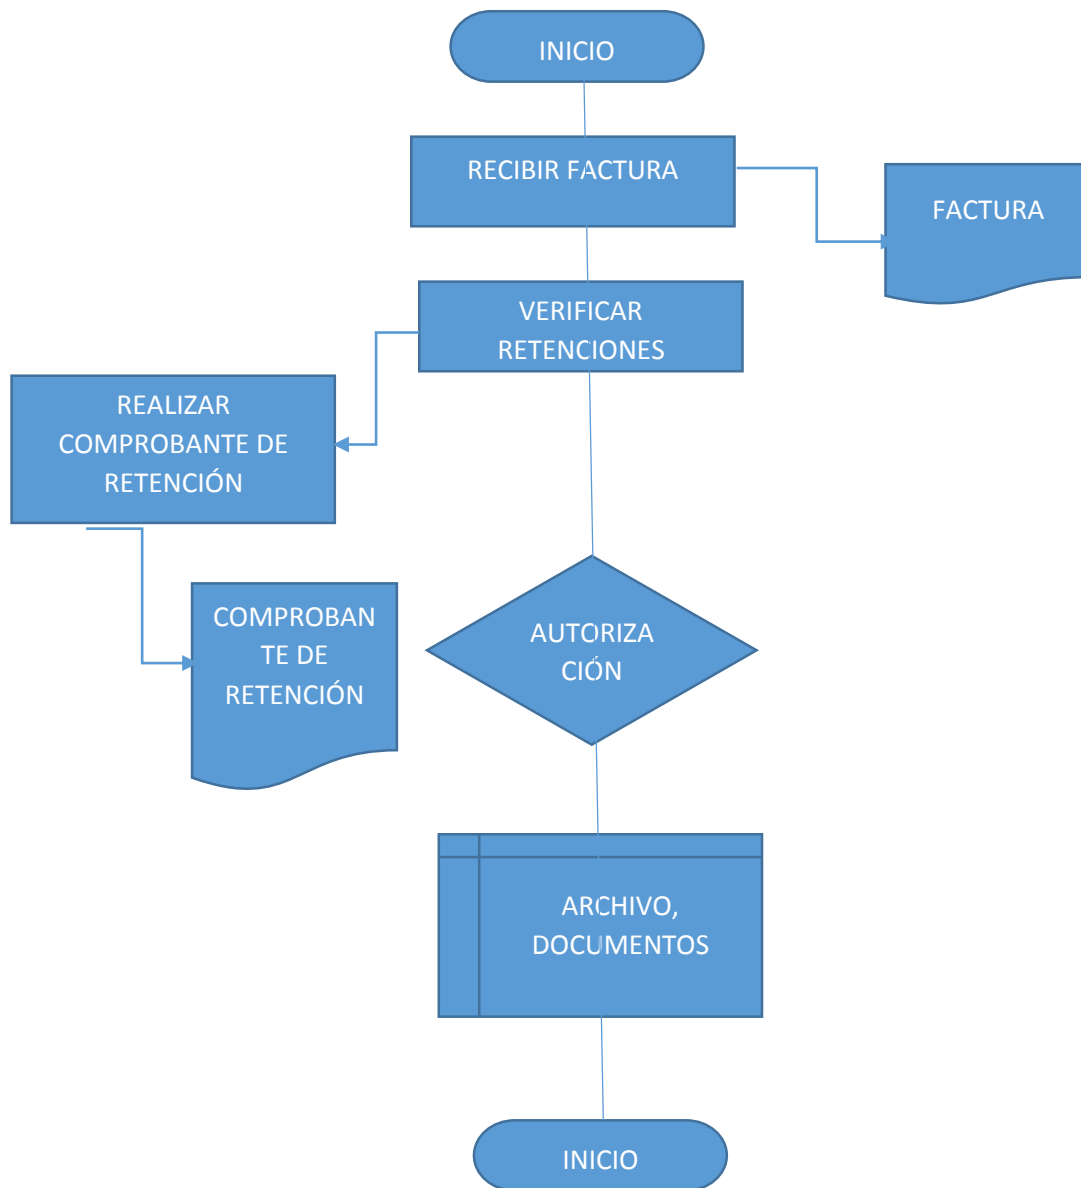 INICIO
RECIBIR FACTURA
FACTURA
VERIFICAR
RETENCIONES
REALIZAR
COMPROBANTE DE
RETENCIÓN
COMPROBAN
TE DE
RETENCIÓN
AUTORIZA
CIÓN
ARCHIVO,
DOCUMENTOS
INICIO